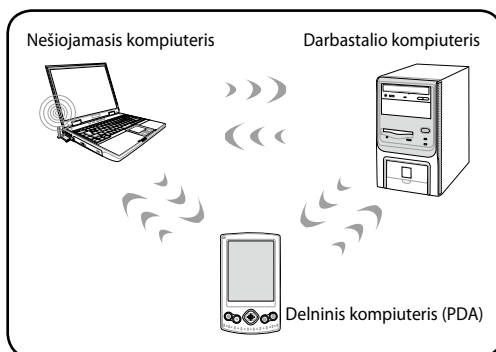 Nešiojamasis kompiuteris
Darbastalio kompiuteris
Delninis kompiuteris (PDA)